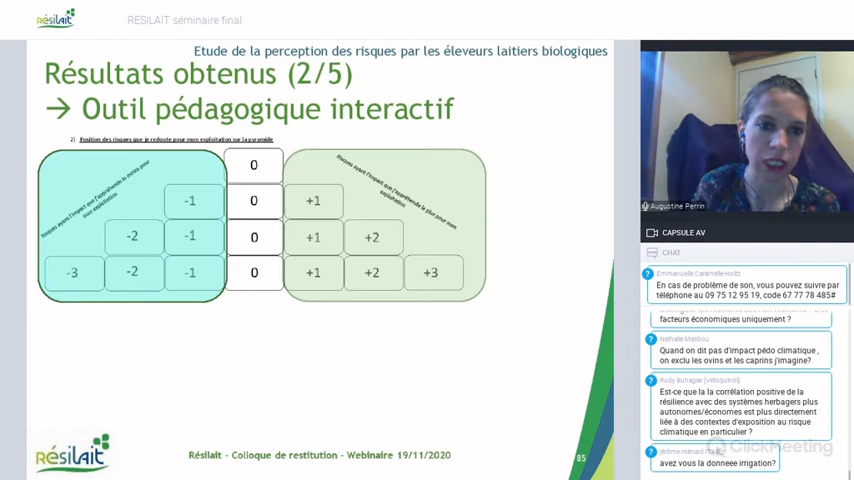 résilait
RÉSILAIT séminaire final
Etude de la perception des risques par les éleveurs laitiers biologiques
Résultats obtenus (2/5)
→ Outil pédagogique interactif
2) Position des risques que je redoute pour mon exploitation sur la pyramide
Risques ayant l'impact que j'appréhende le moins pour
mon exploitation
Risques ayant l'impact que j'appréhende le plus pour mon
exploitation
0
-1 0 +1
-2 -1 0 +1 +2
-3 -2 -1 0 +1 +2 +3
résilait
Résilait - Colloque de restitution - Webinaire 19/11/2020
85
Augustine Perrin
CAPSULE AV
CHAT
Emmanuelle Caramelle-Holtz
En cas de problème de son, vous pouvez suivre par
téléphone au 09 75 12 95 19, code 67 77 78 485#
facteurs économiques uniquement ?
Nathalie Masbou
Quand on dit pas d'impact pédo climatique ,
on exclu les ovins et les caprins j'imagine?
Rudy Buhagiar [Vetoquinol]
Est-ce que la la corrélation positive de la
résilience avec des systèmes herbagers plus
autonomes/économes est plus directement
liée à des contextes d'exposition au risque
climatique en particulier ?
ClickMeeting
jérôme ménard
avez vous la donneee irrigation?